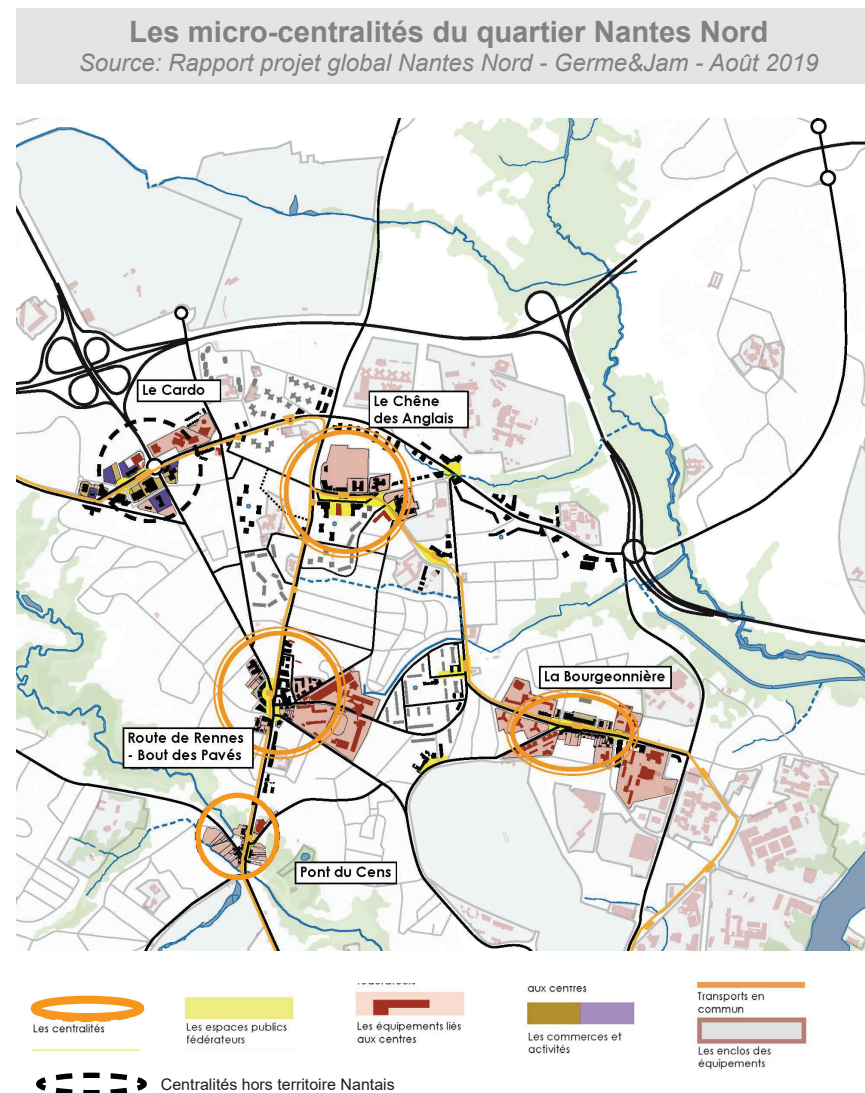 Les micro-centralités du quartier Nantes Nord
Source: Rapport projet global Nantes Nord - Germe&Jam - Août 2019
Le Cardo
Le Chêne
des Anglais
La Bourgeonnière
Route de Rennes
- Bout des Pavés
Pont du Cens
Les centralités
Les espaces publics
fédérateurs
Les équipements liés
aux centres
aux centres
Les commerces et
activités
Transports en
commun
Les enclos des
équipements
Centralités hors territoire Nantais